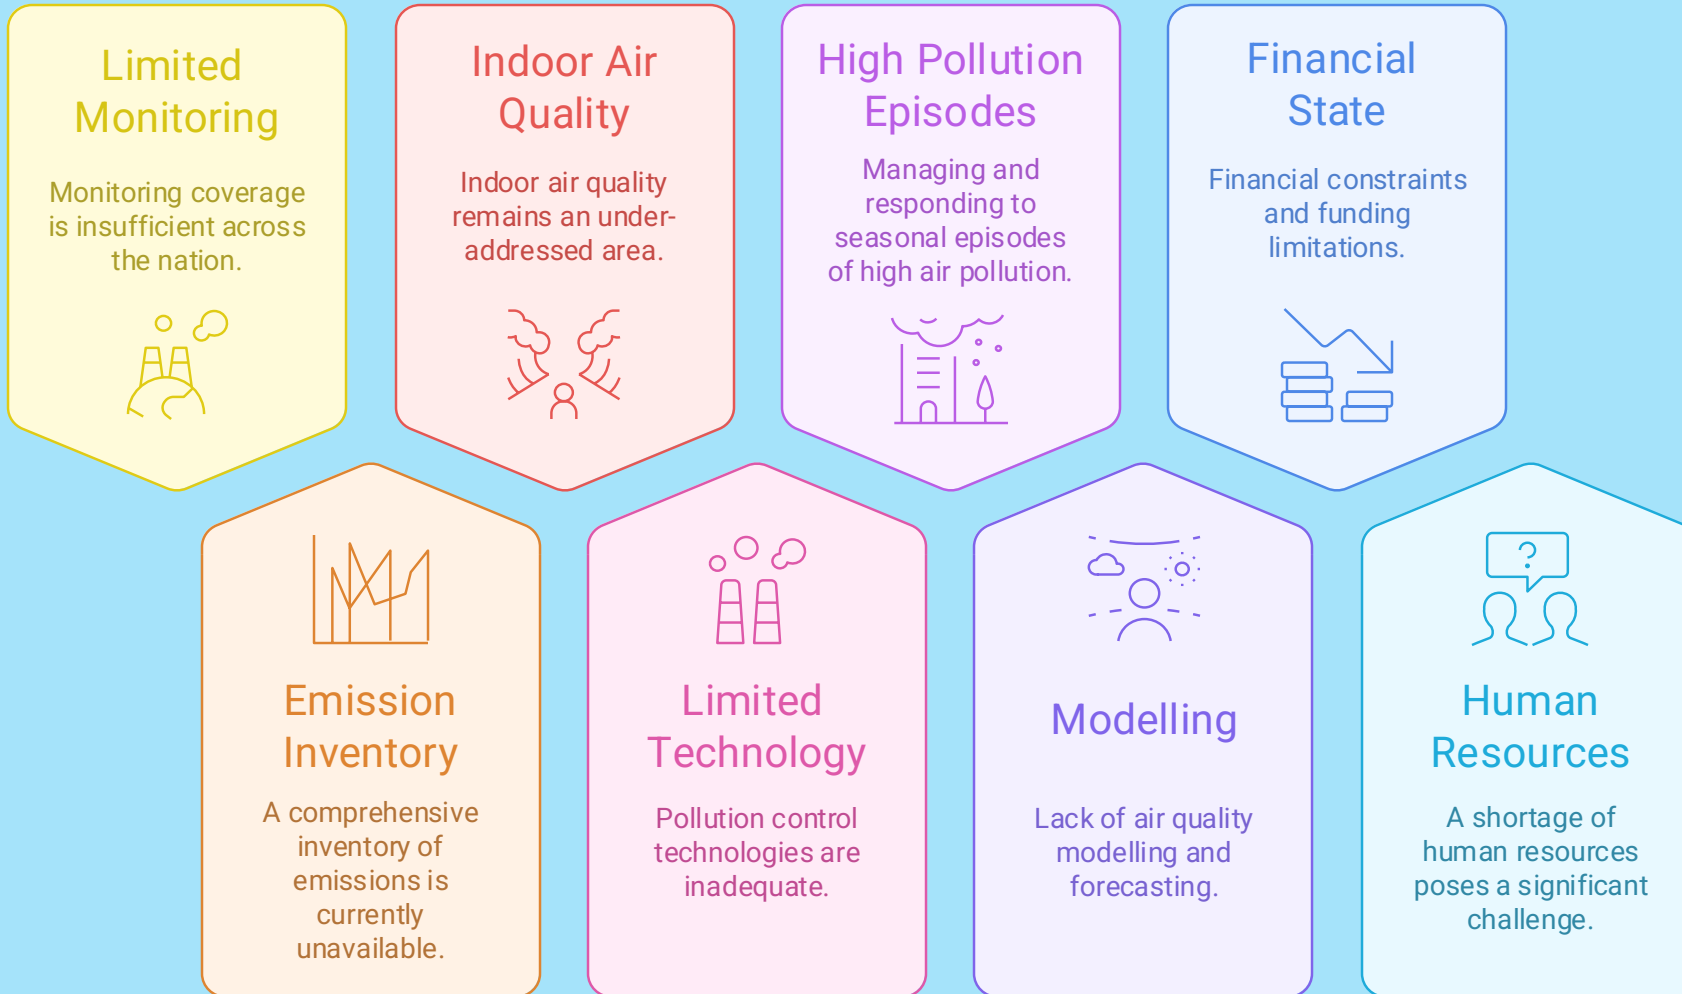 Limited
Monitoring
Monitoring coverage
is insufficient across
the nation.
Indoor Air
Quality
Indoor air quality
remains an under-
addressed area.
High Pollution
Episodes
Managing and
responding to
seasonal episodes
of high air pollution.
Financial
State
Financial constraints
and funding
limitations.
Emission
Inventory
A comprehensive
inventory of
emissions is
currently
unavailable.
Limited
Technology
Pollution control
technologies are
inadequate.
Modelling
Lack of air quality
modelling and
forecasting.
?
Human
Resources
A shortage of
human resources
poses a significant
challenge.